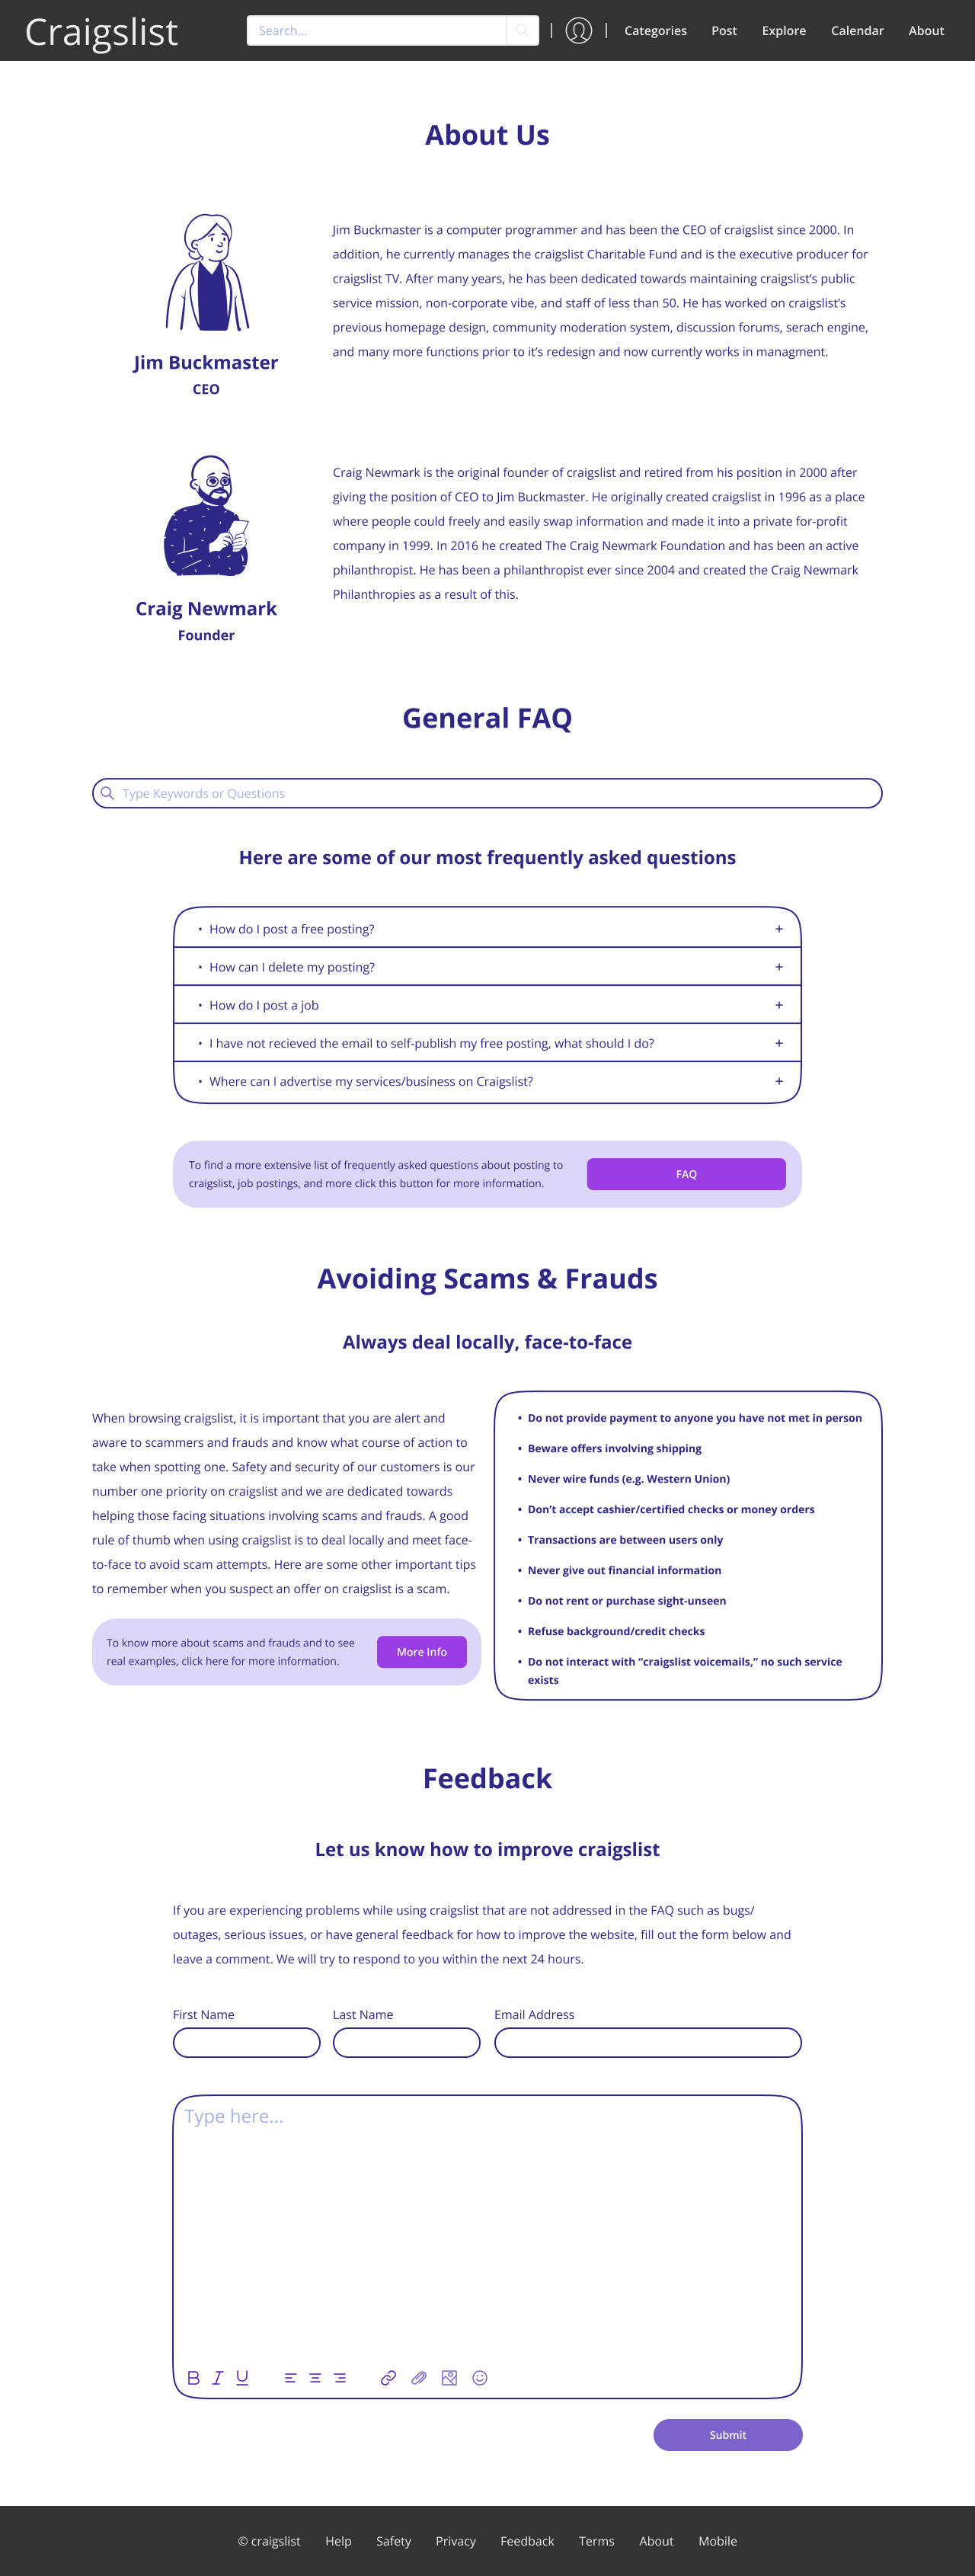 Craigslist
Search...
Categories
Post
Explore
Calendar
About
About Us
Jim Buckmaster is a computer programmer and has been the CEO of craigslist since 2000. In
addition, he currently manages the craigslist Charitable Fund and is the executive producer for
craigslist TV. After many years, he has been dedicated towards maintaining craigslist’s public
service mission, non-corporate vibe, and staff of less than 50. He has worked on craigslist’s
previous homepage design, community moderation system, discussion forums, serach engine,
and many more functions prior to it’s redesign and now currently works in managment.
Jim Buckmaster
CEO
Craig Newmark is the original founder of craigslist and retired from his position in 2000 after
giving the position of CEO to Jim Buckmaster. He originally created craigslist in 1996 as a place
where people could freely and easily swap information and made it into a private for-profit
company in 1999. In 2016 he created The Craig Newmark Foundation and has been an active
philanthropist. He has been a philanthropist ever since 2004 and created the Craig Newmark
Philanthropies as a result of this.
Craig Newmark
Founder
General FAQ
Type Keywords or Questions
Here are some of our most frequently asked questions
• How do I post a free posting? +
• How can I delete my posting? +
• How do I post a job +
• I have not recieved the email to self-publish my free posting, what should I do? +
• Where can I advertise my services/business on Craigslist? +
To find a more extensive list of frequently asked questions about posting to
craigslist, job postings, and more click this button for more information.
FAQ
Avoiding Scams & Frauds
Always deal locally, face-to-face
When browsing craigslist, it is important that you are alert and
aware to scammers and frauds and know what course of action to
take when spotting one. Safety and security of our customers is our
number one priority on craigslist and we are dedicated towards
helping those facing situations involving scams and frauds. A good
rule of thumb when using craigslist is to deal locally and meet face-
to-face to avoid scam attempts. Here are some other important tips
to remember when you suspect an offer on craigslist is a scam.
To know more about scams and frauds and to see
real examples, click here for more information.
More Info
• Do not provide payment to anyone you have not met in person
• Beware offers involving shipping
• Never wire funds (e.g. Western Union)
• Don’t accept cashier/certified checks or money orders
• Transactions are between users only
• Never give out financial information
• Do not rent or purchase sight-unseen
• Refuse background/credit checks
• Do not interact with “craigslist voicemails,” no such service
exists
Feedback
Let us know how to improve craigslist
If you are experiencing problems while using craigslist that are not addressed in the FAQ such as bugs/
outages, serious issues, or have general feedback for how to improve the website, fill out the form below and
leave a comment. We will try to respond to you within the next 24 hours.
First Name
Last Name
Email Address
Type here...
B I U
Submit
© craigslist
Help
Safety
Privacy
Feedback
Terms
About
Mobile